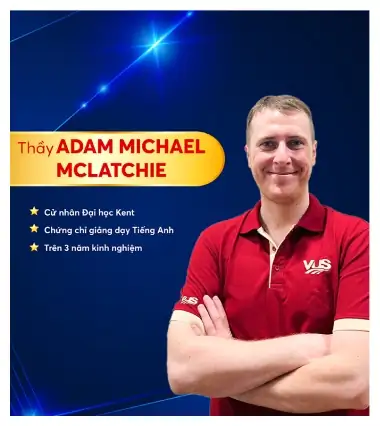 Thầy ADAM MICHAEL
MCLATCHIE
Cử nhân Đại học Kent
Chứng chỉ giảng dạy Tiếng Anh
Trên 3 năm kinh nghiệm
VUS
VUS